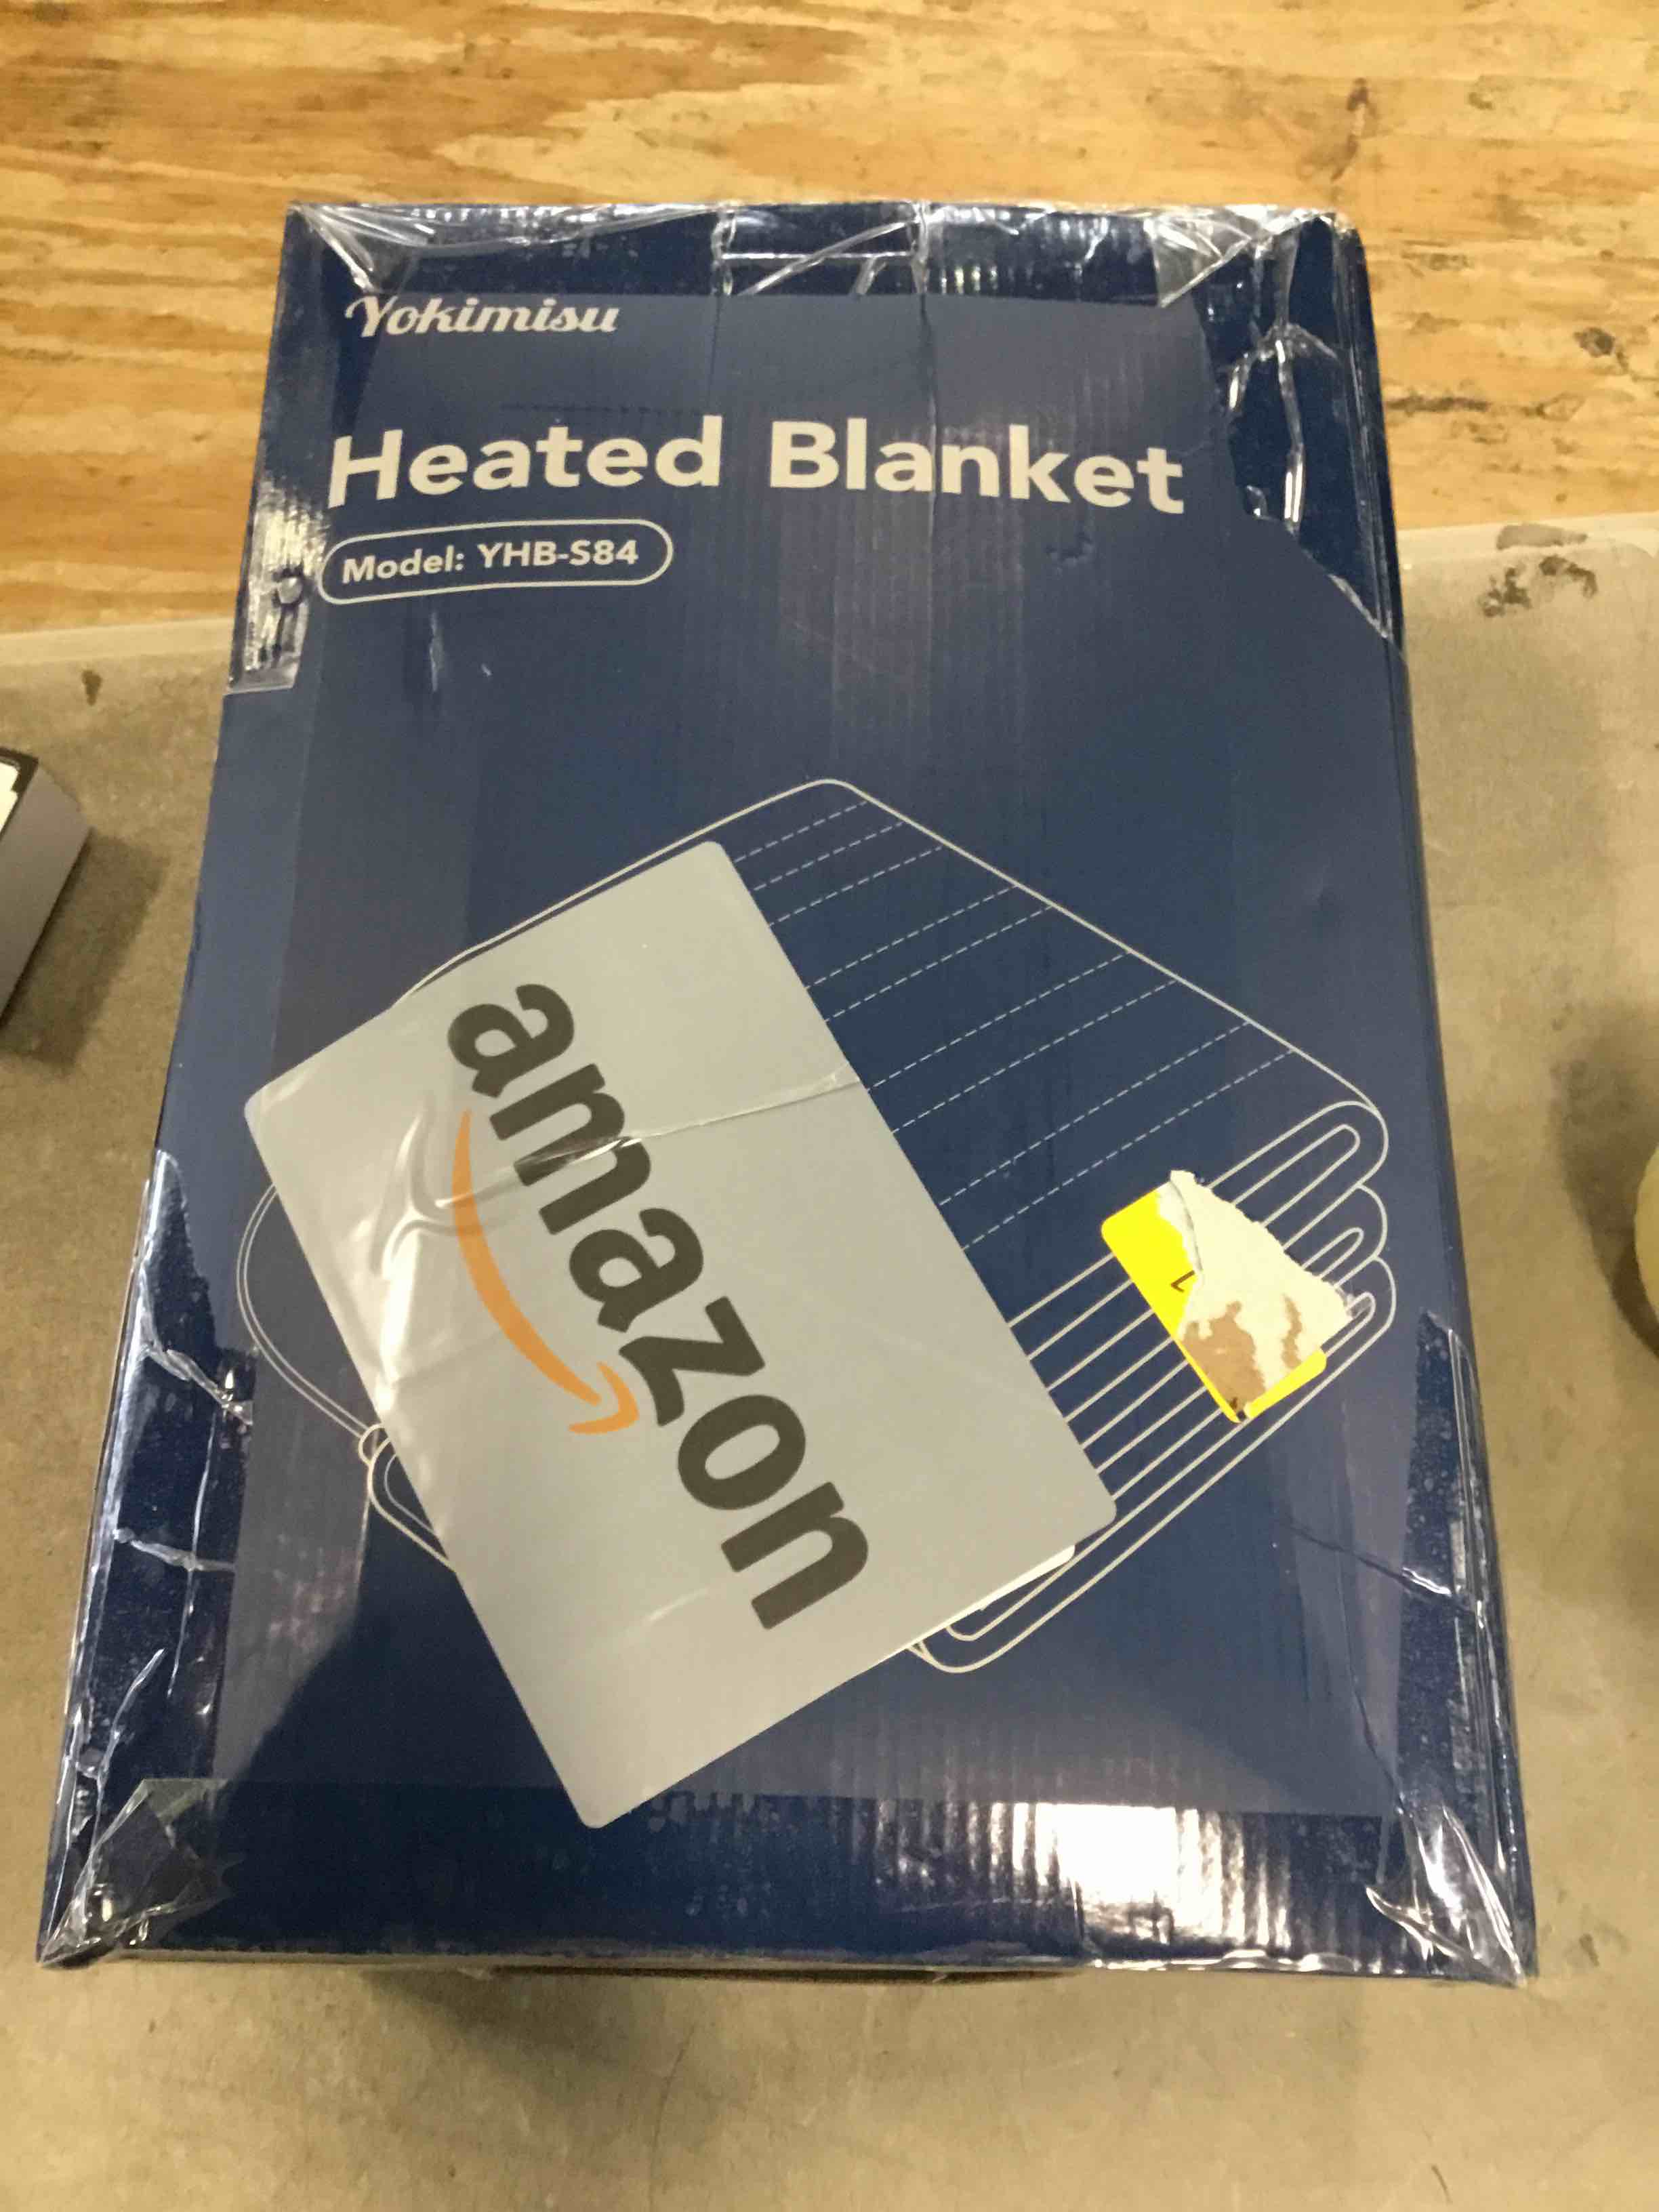 Yokimisu
Heated Blanket
Model: YHB-S84
amazon